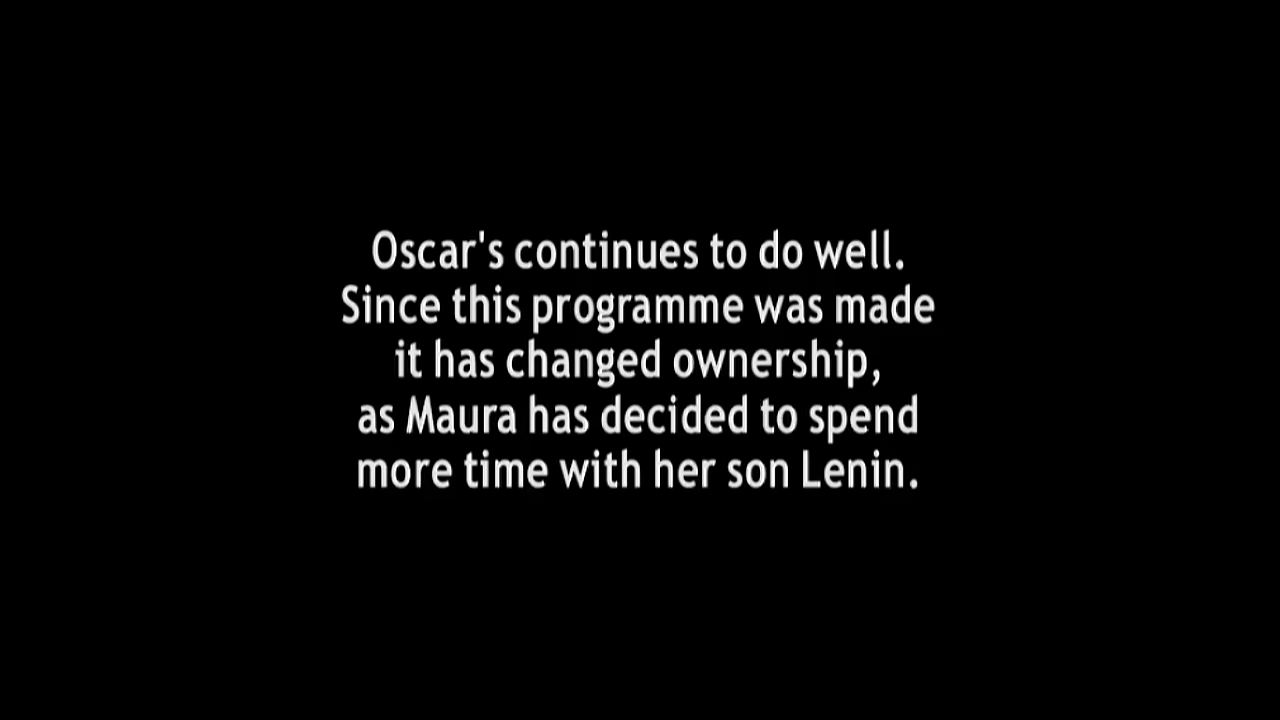 Oscar's continues to do well.
Since this programme was made
it has changed ownership,
as Maura has decided to spend
more time with her son Lenin.